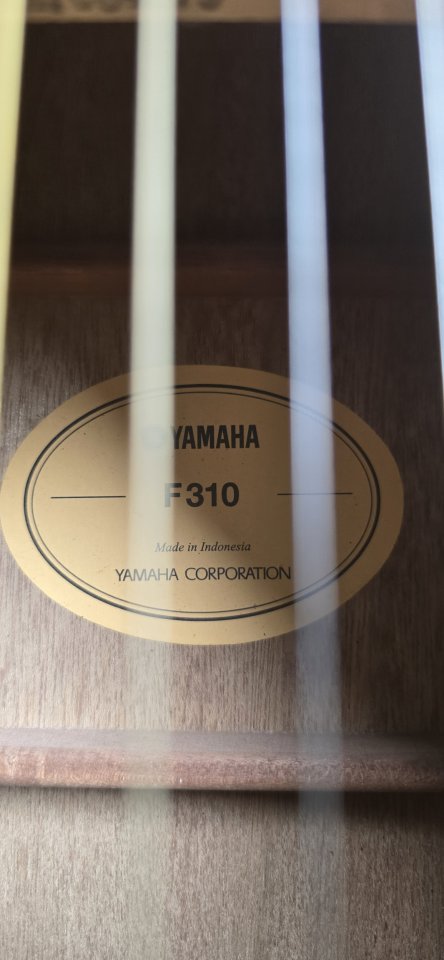 YAMAHA
F310
Made in Indonesia
YAMAHA CORPORATION